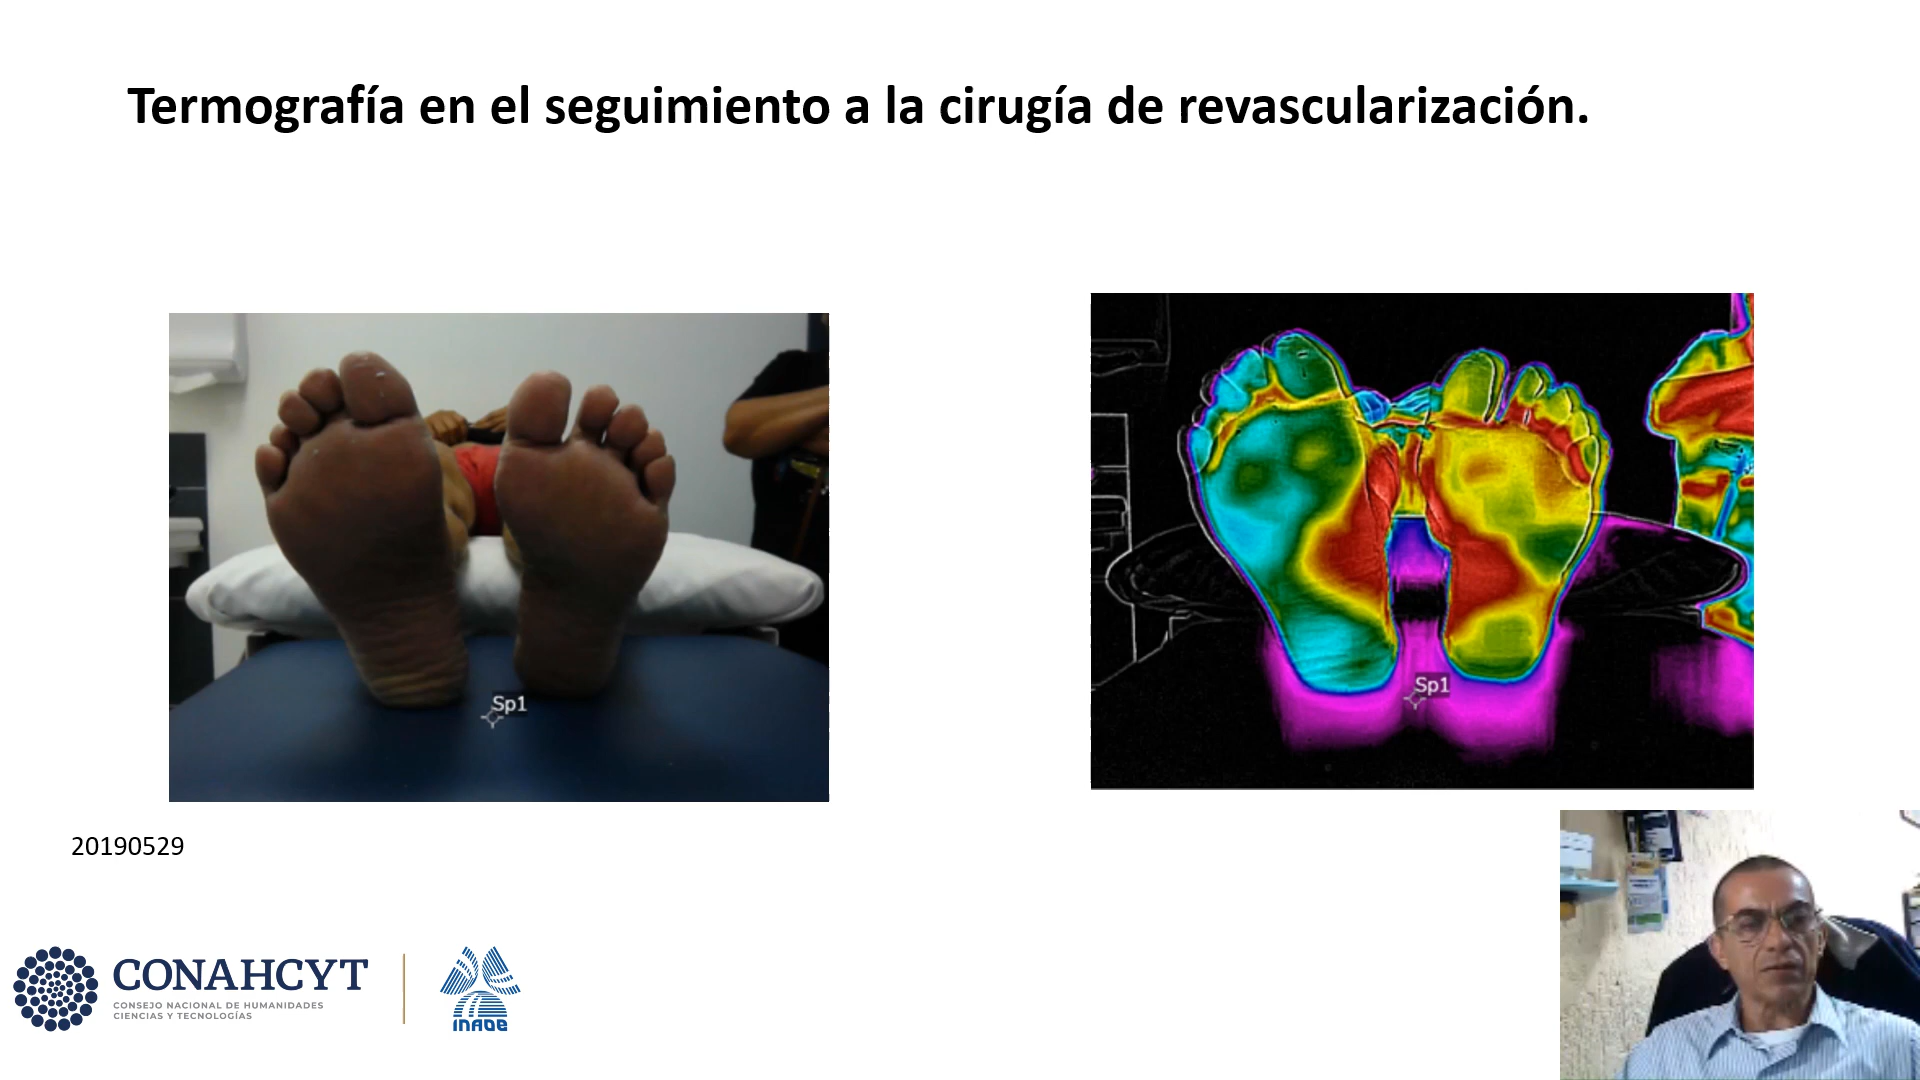 Termografía en el seguimiento a la cirugía de revascularización.
Sp1
Sp1
20190529
CONAHCYT
CONSEJO NACIONAL DE HUMANIDADES
CIENCIAS Y TECNOLOGÍAS
INAOE